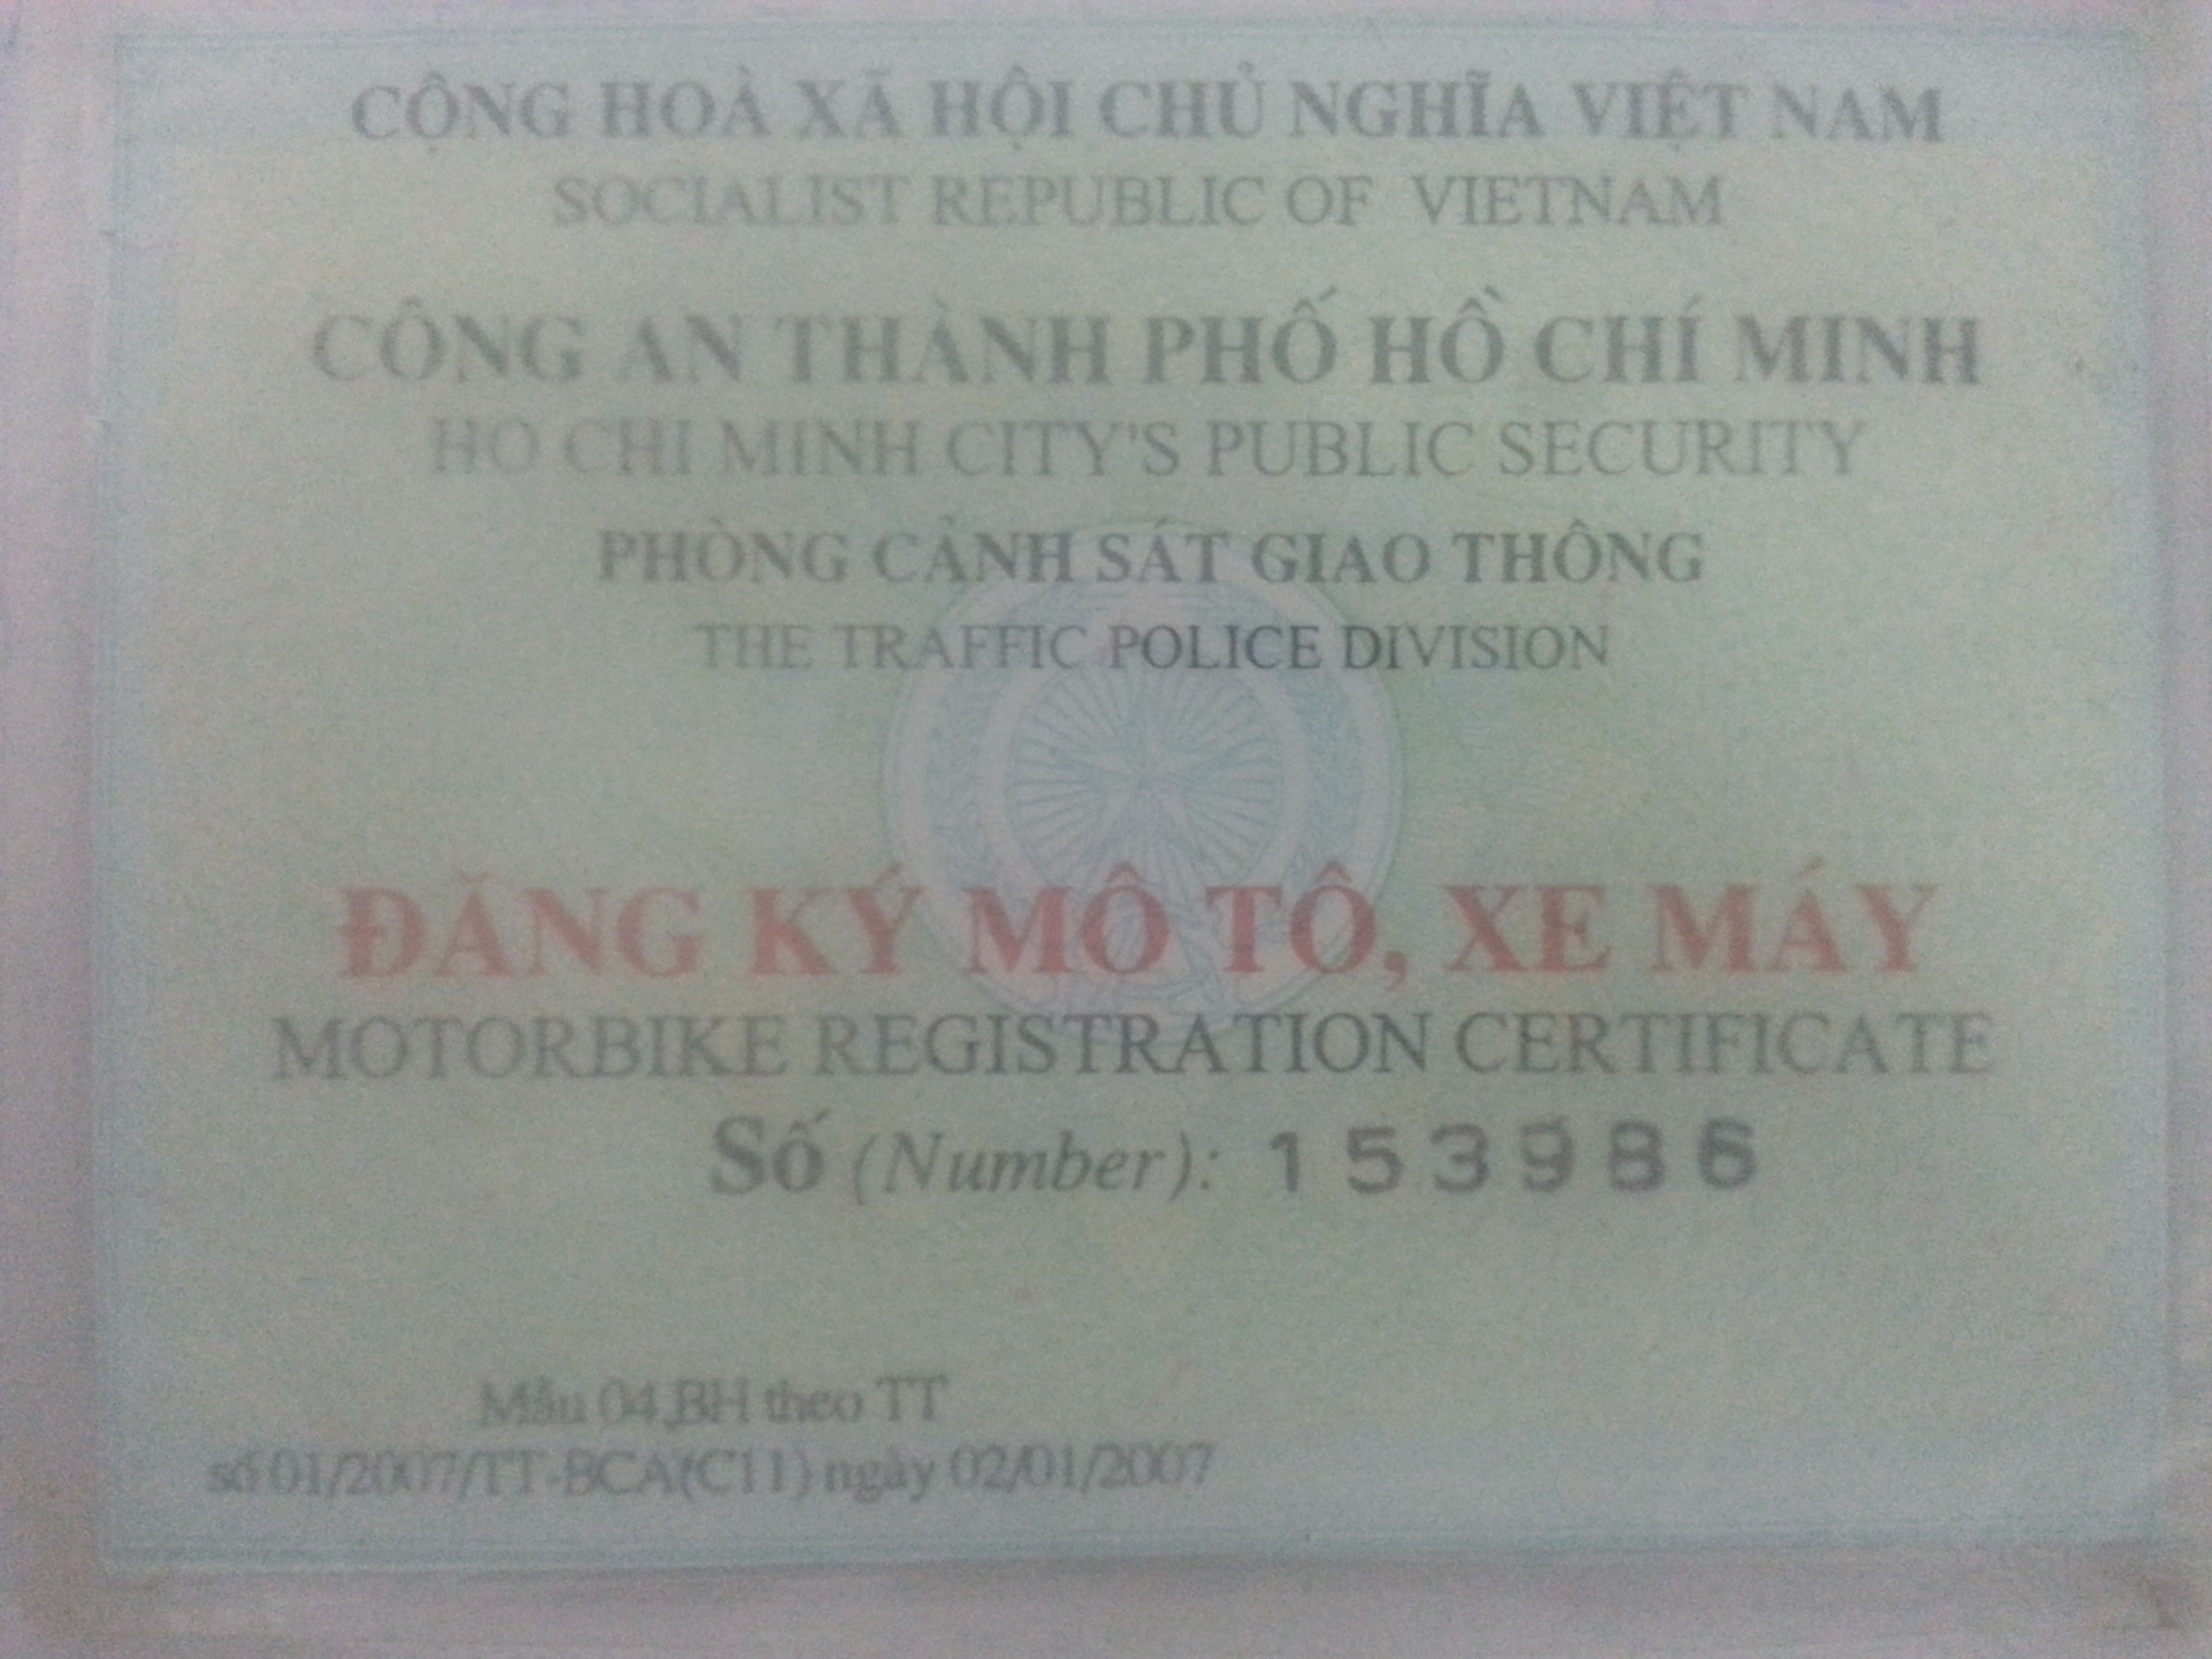 CỘNG HOÀ XÃ HỘI CHỦ NGHĨA VIỆT NAM
SOCIALIST REPUBLIC OF VIETNAM
CÔNG AN THÀNH PHỐ HỒ CHÍ MINH
HO CHI MINH CITY'S PUBLIC SECURITY
PHÒNG CẢNH SÁT GIAO THÔNG
THE TRAFFIC POLICE DIVISION
ĐĂNG KÝ MÔ TÔ, XE MÁY
MOTORBIKE REGISTRATION CERTIFICATE
Số (Number): 153986
Mẫu 04.BH theo TT
số 01/2007/TT-BCA(C11) ngày 02/01/2007